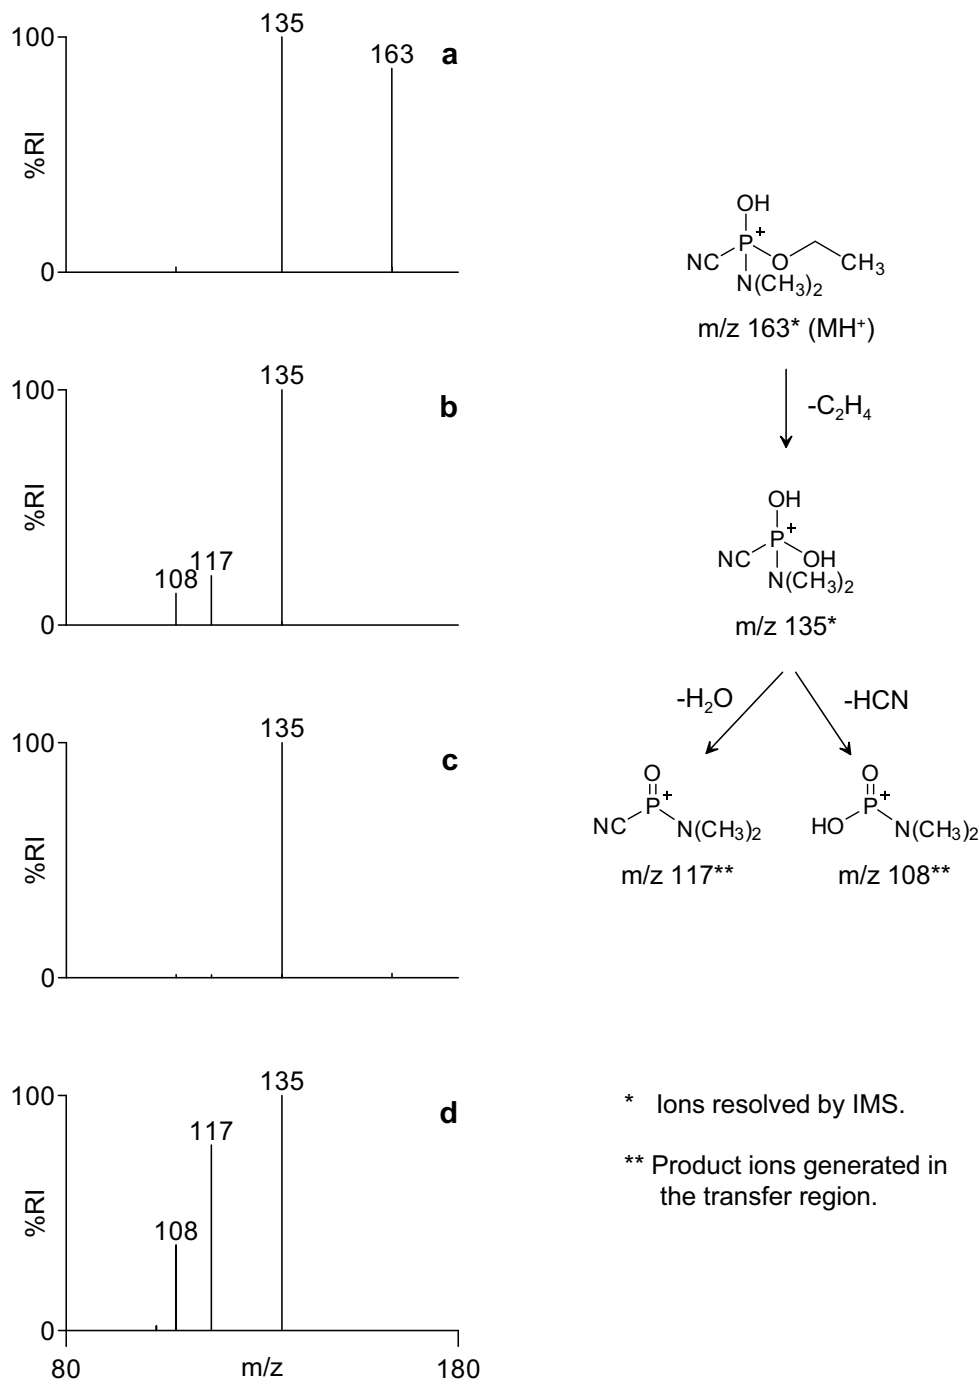 100
135
163
a
%RI
0
100
135
b
%RI
108
117
0
100
135
c
%RI
0
100
135
d
117
%RI
108
0
80
m/z
180
OH
P
+
NC
O
CH₃
N(CH₃)₂
m/z 163* (MH⁺)
-C₂H₄
OH
P
+
NC
OH
N(CH₃)₂
m/z 135*
-H₂O
-HCN
O
P
+
NC
N(CH₃)₂
m/z 117**
O
P
+
HO
N(CH₃)₂
m/z 108**
* Ions resolved by IMS.
** Product ions generated in
the transfer region.